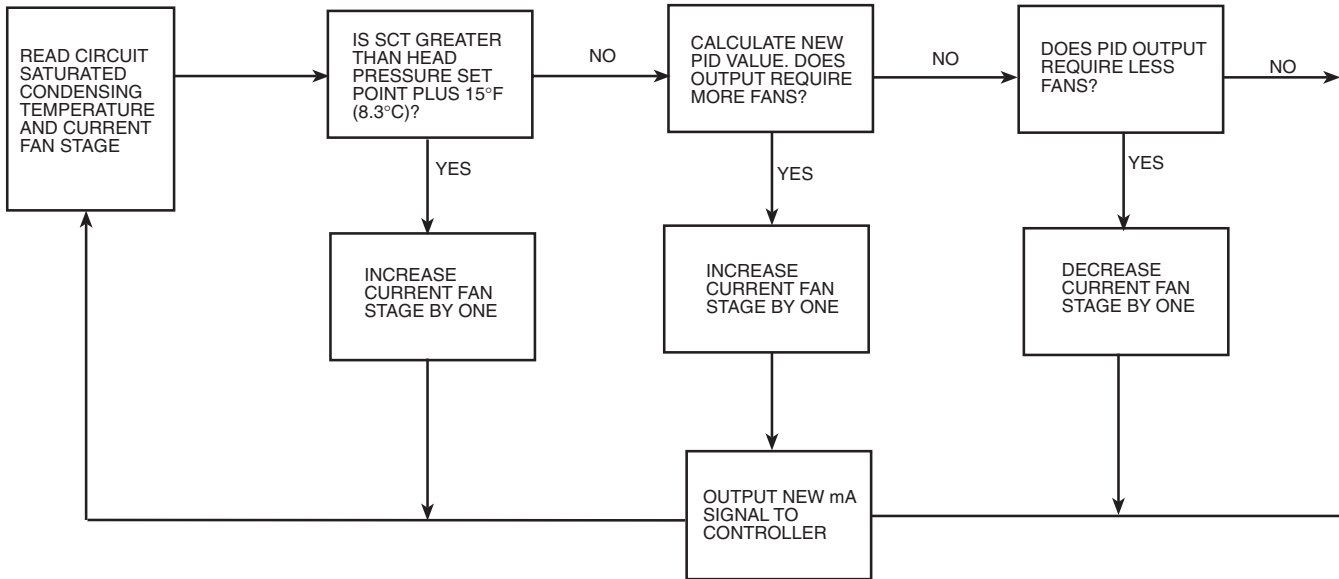 READ CIRCUIT
SATURATED
CONDENSING
TEMPERATURE
AND CURRENT
FAN STAGE
IS SCT GREATER
THAN HEAD
PRESSURE SET
POINT PLUS 15°F
(8.3°C)?
NO
CALCULATE NEW
PID VALUE. DOES
OUTPUT REQUIRE
MORE FANS?
NO
DOES PID OUTPUT
REQUIRE LESS
FANS?
NO
YES
YES
YES
INCREASE
CURRENT FAN
STAGE BY ONE
INCREASE
CURRENT FAN
STAGE BY ONE
DECREASE
CURRENT FAN
STAGE BY ONE
OUTPUT NEW mA
SIGNAL TO
CONTROLLER